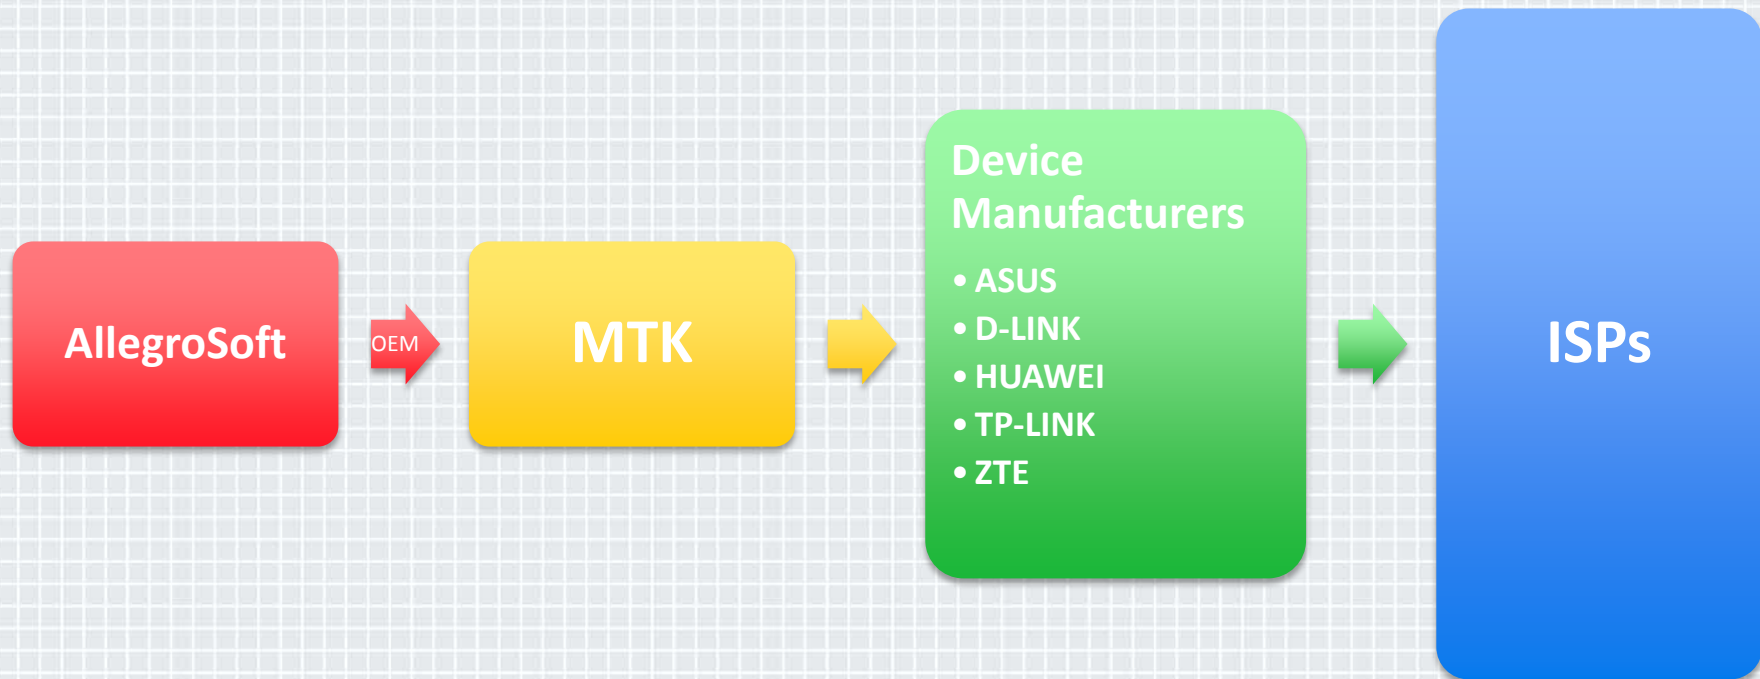 AllegroSoft
OEM
MTK
Device
Manufacturers
• ASUS
• D-LINK
• HUAWEI
• TP-LINK
• ZTE
ISPs